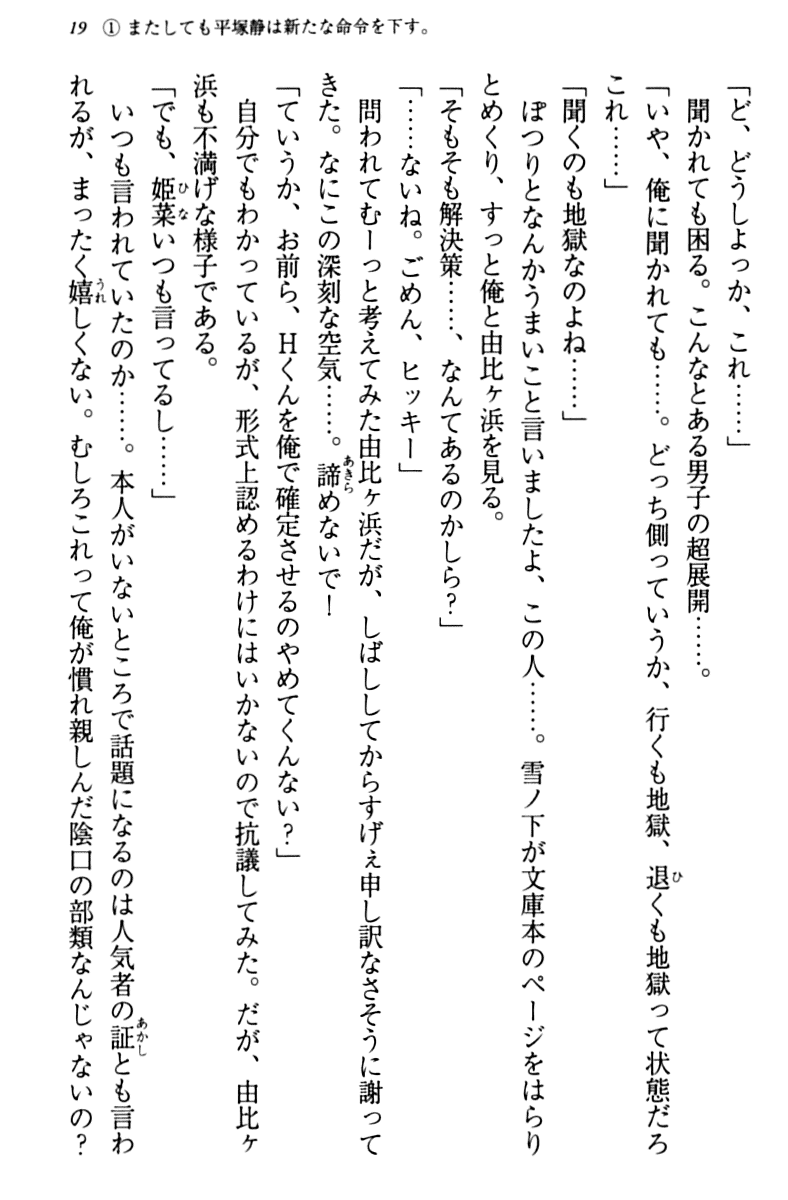 19 ① またしても平塚静は新たな命令を下す。
「ど、どうしよっか、これ……」
　聞かれても困る。こんなとある男子の超展開……。
「いや、俺に聞かれても……。どっち側っていうか、行くも地獄、退くも地獄って状態だろ
これ……」
「聞くのも地獄なのよね……」
　ぽつりとなんかうまいこと言いましたよ、この人……。雪ノ下が文庫本のページをはらり
とめくり、すっと俺と由比ヶ浜を見る。
「そもそも解決策……、なんてあるのかしら？」
「……ないね。ごめん、ヒッキー」
　問われてむーっと考えてみた由比ヶ浜だが、しばししてからすげぇ申し訳なさそうに謝って
きた。なにこの深刻な空気……。諦めないで！
「ていうか、お前ら、Ｈくんを俺で確定させるのやめてくんない？」
　自分でもわかっているが、形式上認めるわけにはいかないので抗議してみた。だが、由比ヶ
浜も不満げな様子である。
「でも、姫菜いつも言ってるし……」
　いつも言われていたのか……。本人がいないところで話題になるのは人気者の証とも言わ
れるが、まったく嬉しくない。むしろこれって俺が慣れ親しんだ陰口の部類なんじゃないの？